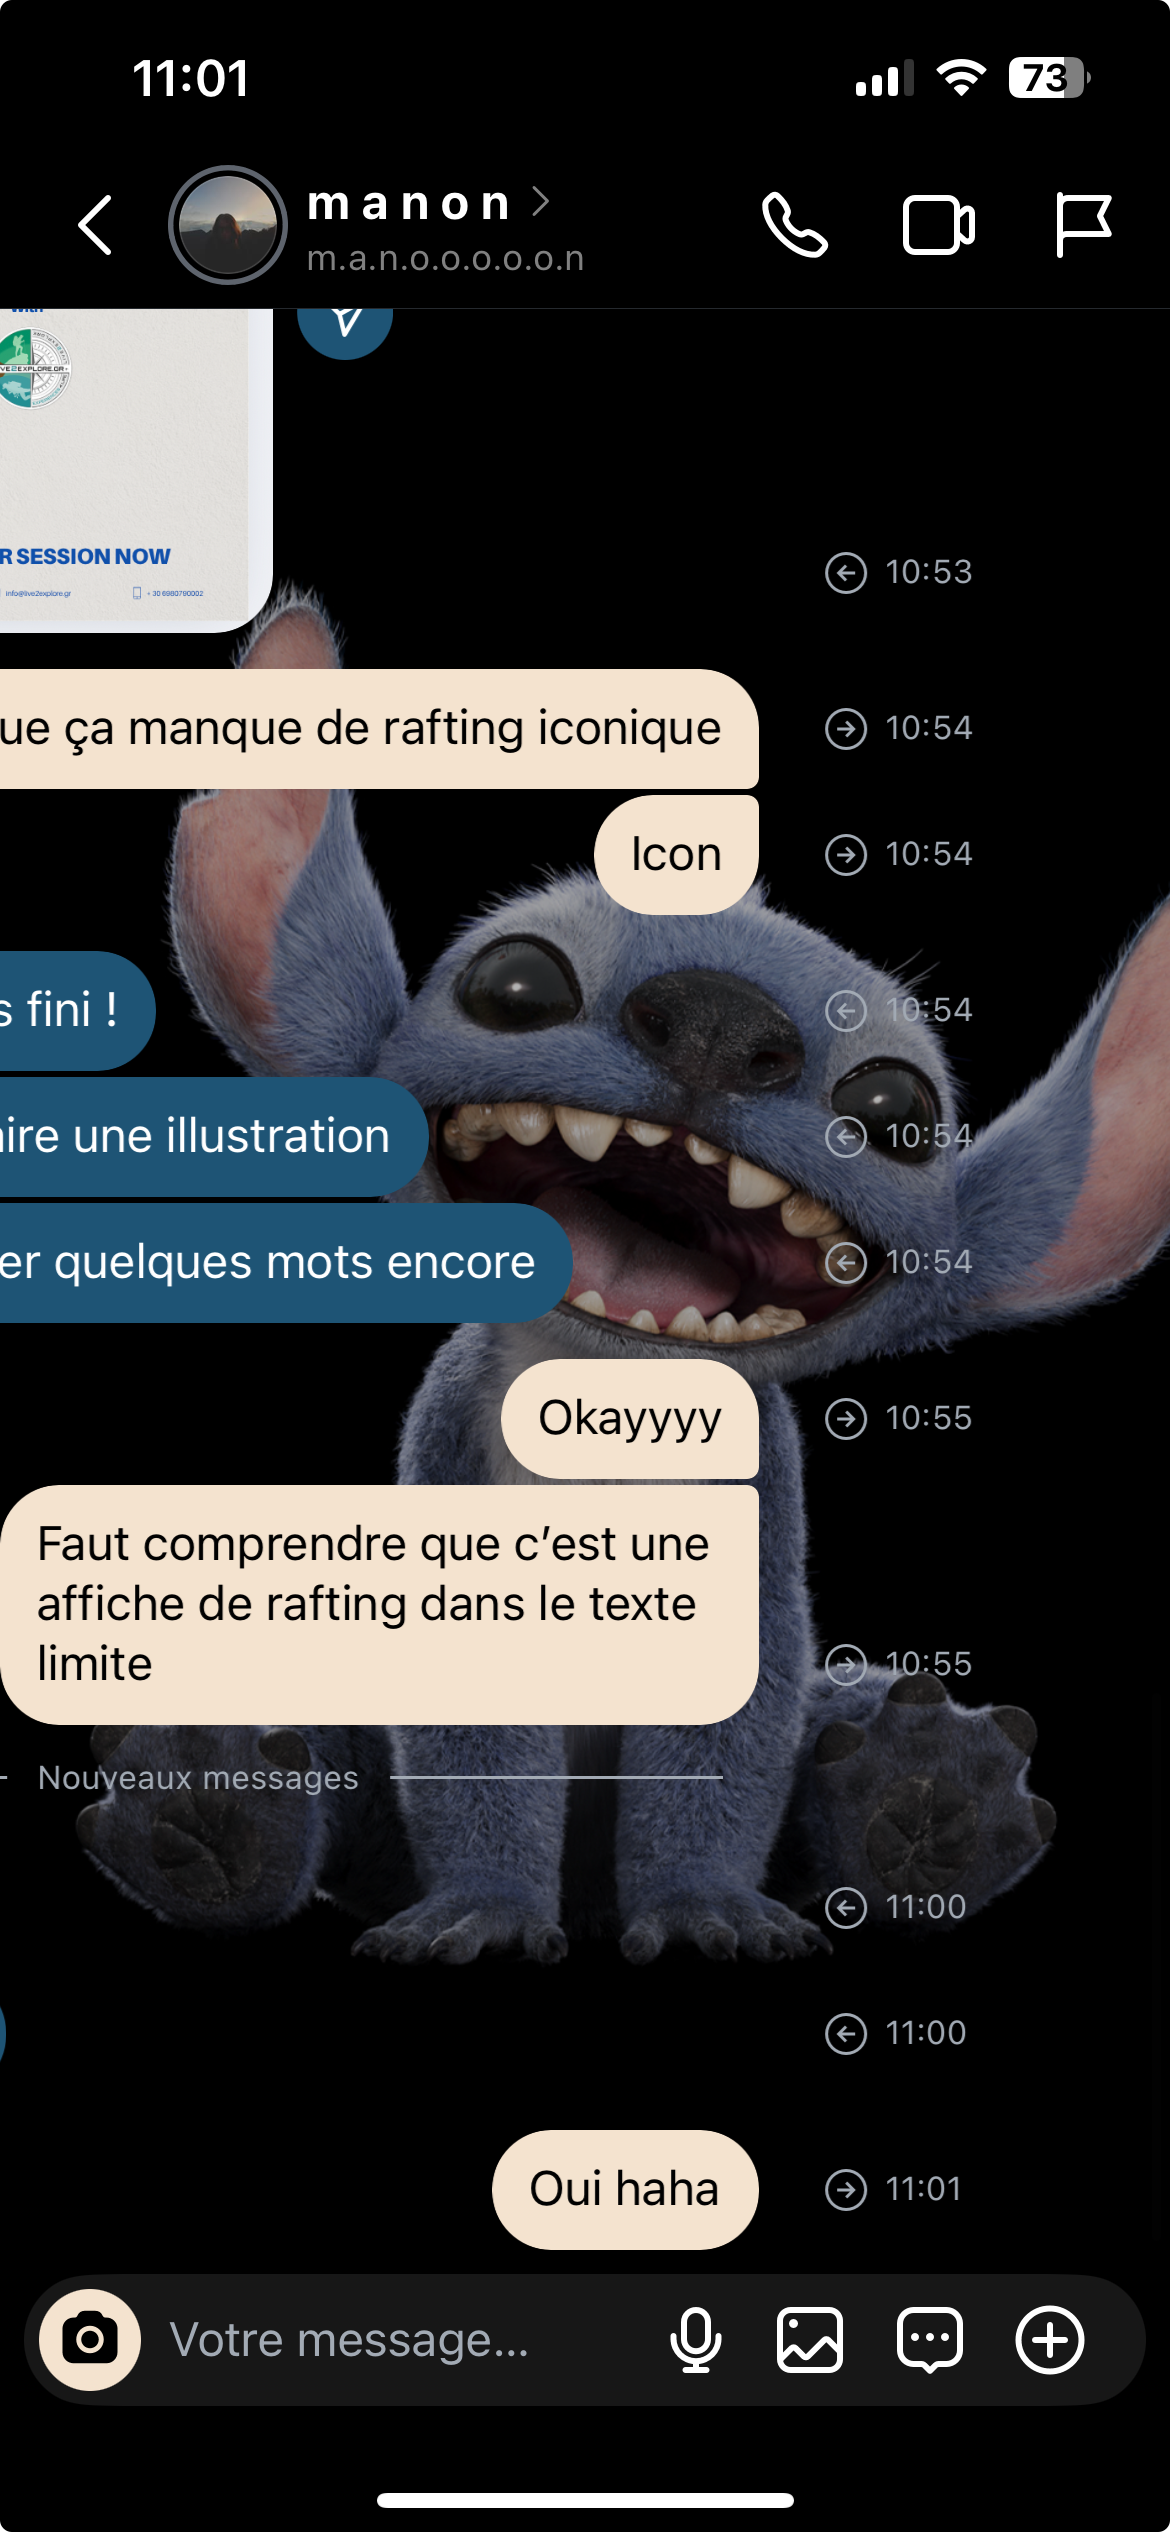 11:01
73
m a n o n
m.a.n.o.o.o.o.o.n
with
VE2EXPLORE.GR
R SESSION NOW
info@live2explore.gr
+ 30 6980790002
10:53
ue ça manque de rafting iconique
10:54
Icon
10:54
s fini !
10:54
ire une illustration
10:54
er quelques mots encore
10:54
Okayyyy
10:55
Faut comprendre que c’est une
affiche de rafting dans le texte
limite
10:55
Nouveaux messages
11:00
11:00
Oui haha
11:01
Votre message...